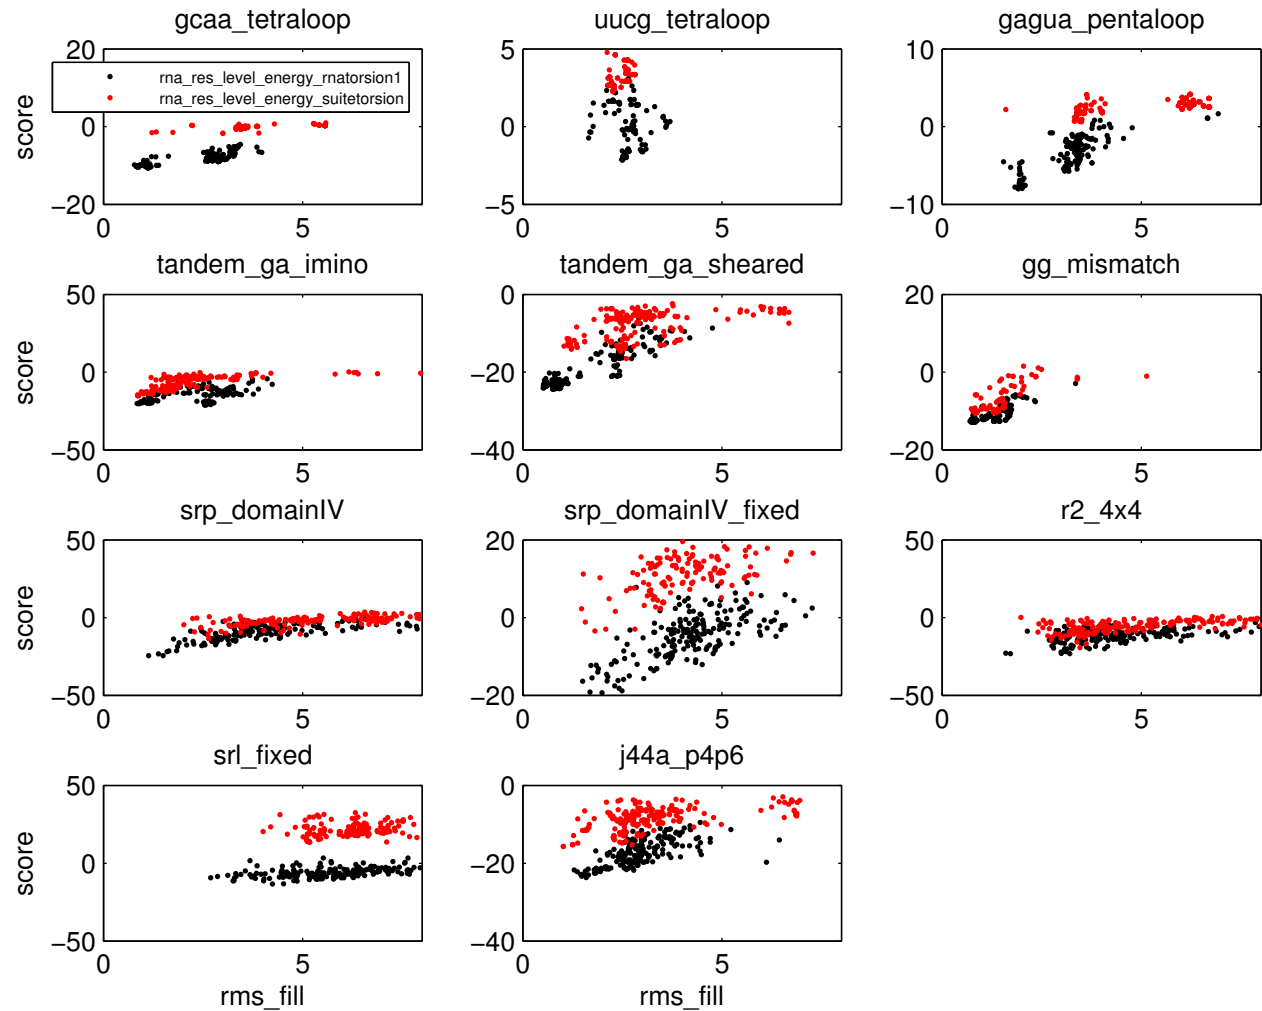 gcaa_tetraloop
uucg_tetraloop
gagua_pentaloop
20
0
−20
score
rna_res_level_energy_rnatorsion1
rna_res_level_energy_suitetorsion
0
5
5
0
−5
0
5
10
0
−10
0
5
tandem_ga_imino
tandem_ga_sheared
gg_mismatch
50
0
−50
score
0
5
0
−20
−40
0
5
20
0
−20
0
5
srp_domainIV
srp_domainIV_fixed
r2_4x4
50
0
−50
score
0
5
20
0
−20
0
5
50
0
−50
0
5
srl_fixed
j44a_p4p6
50
0
−50
score
0
5
rms_fill
0
−20
−40
0
5
rms_fill